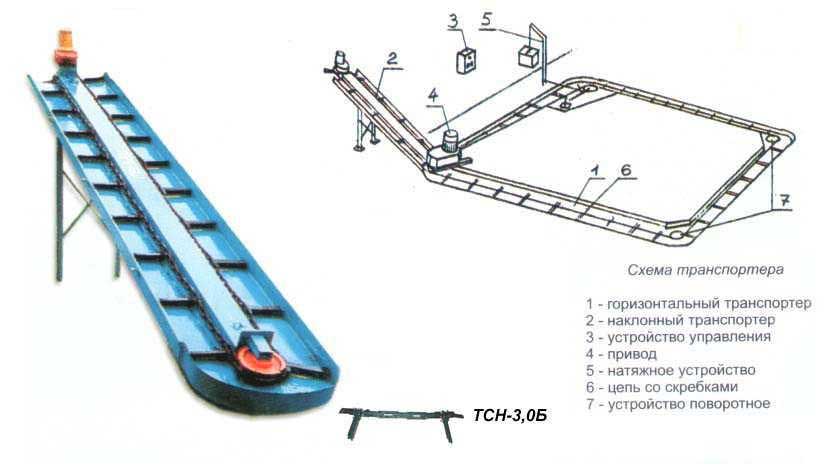 3
5
2
4
1
6
7
Схема транспортера
1 - горизонтальный транспортер
2 - наклонный транспортер
3 - устройство управления
4 - привод
5 - натяжное устройство
6 - цепь со скребками
7 - устройство поворотное
ТСН-3,0Б